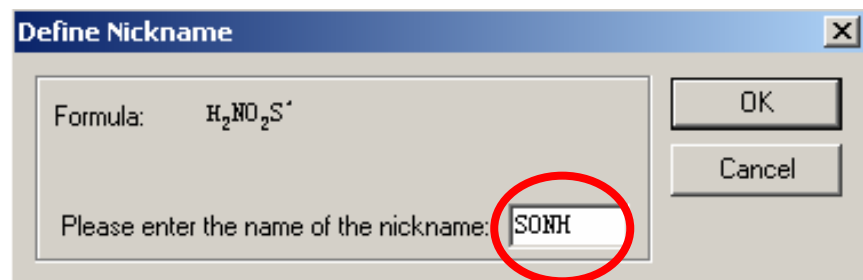 Define Nickname
Formula: H₂NO₂S˙
OK
Cancel
Please enter the name of the nickname: SONH